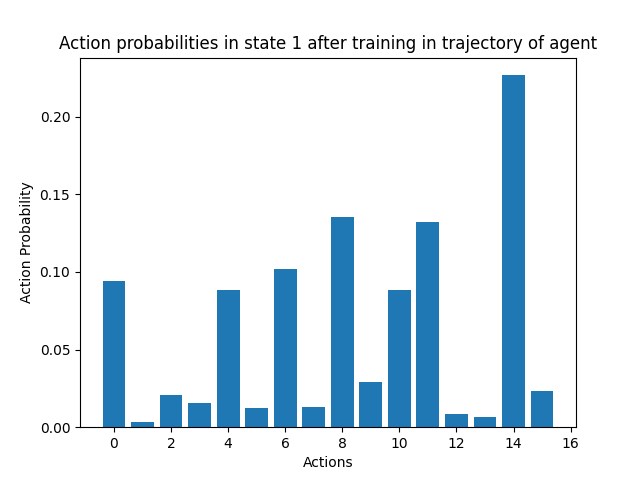 Action probabilities in state 1 after training in trajectory of agent
0.20
0.15
0.10
0.05
0.00
Action Probability
0 2 4 6 8 10 12 14 16
Actions